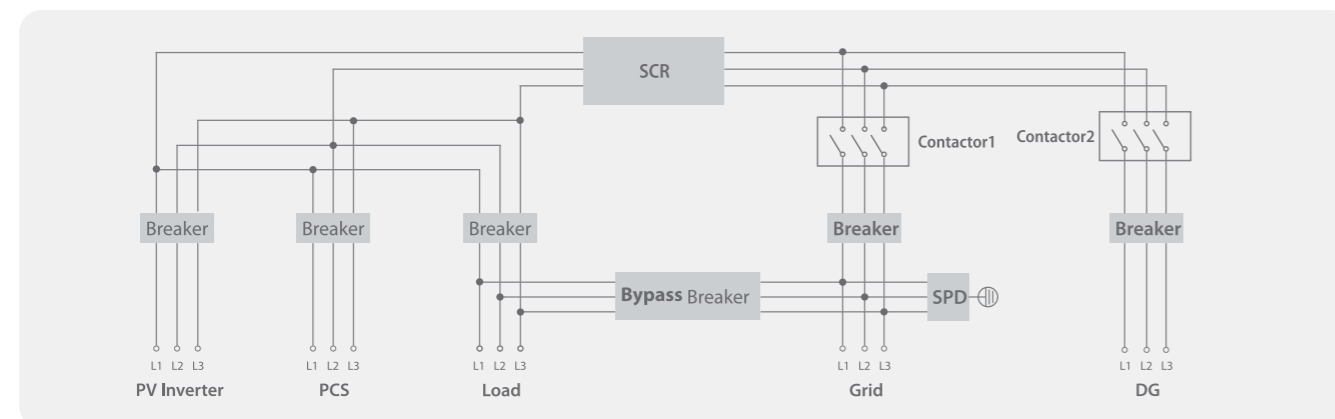 SCR
Contactor1
Contactor2
Breaker
Breaker
Breaker
Breaker
Breaker
Bypass Breaker
SPD
L1 L2 L3
L1 L2 L3
L1 L2 L3
L1 L2 L3
L1 L2 L3
PV Inverter
PCS
Load
Grid
DG